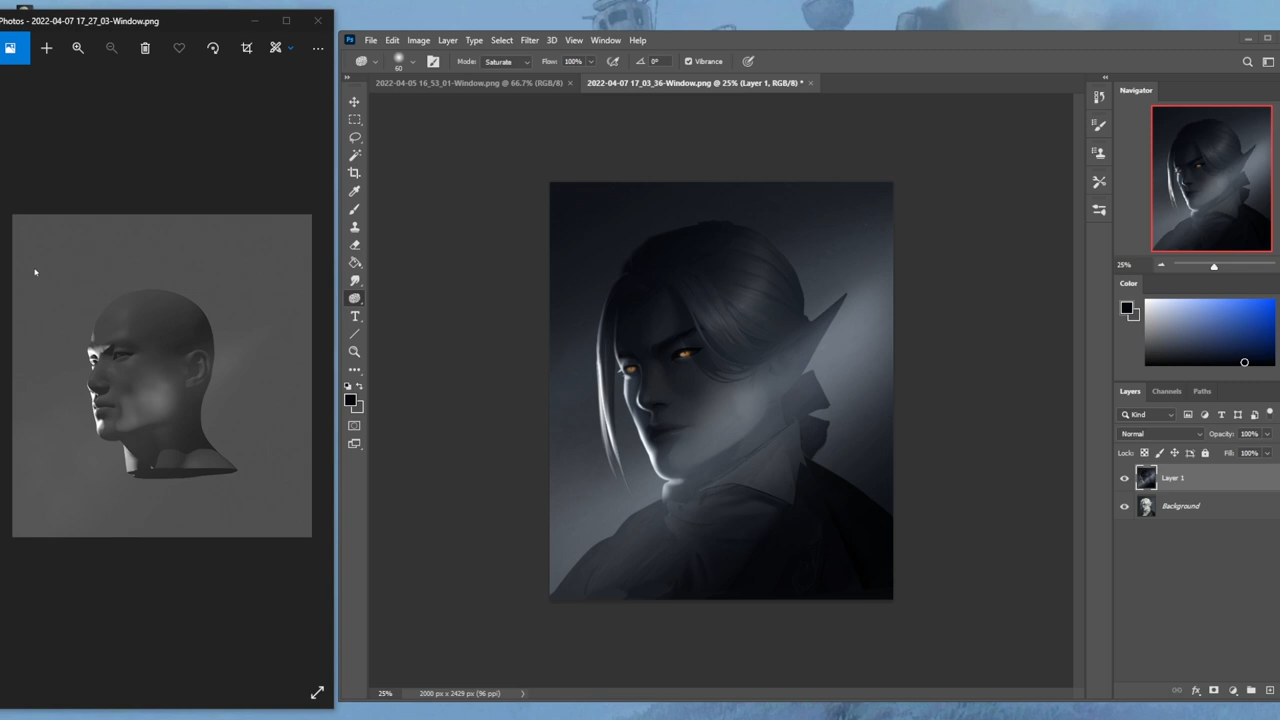 Photos - 2022-04-07 17_27_03-Window.png
Ps File Edit Image Layer Type Select Filter 3D View Window Help
60 Mode: Saturate Flow: 100% 0° Vibrance
2022-04-05 16_53_01-Window.png @ 66.7% (RGB/8) × 2022-04-07 17_03_36-Window.png @ 25% (Layer 1, RGB/8) * ×
Navigator
25%
Color
Layers Channels Paths
Kind
Normal Opacity: 100%
Lock: Fill: 100%
Layer 1
Background
25% 2000 px x 2429 px (96 ppi)